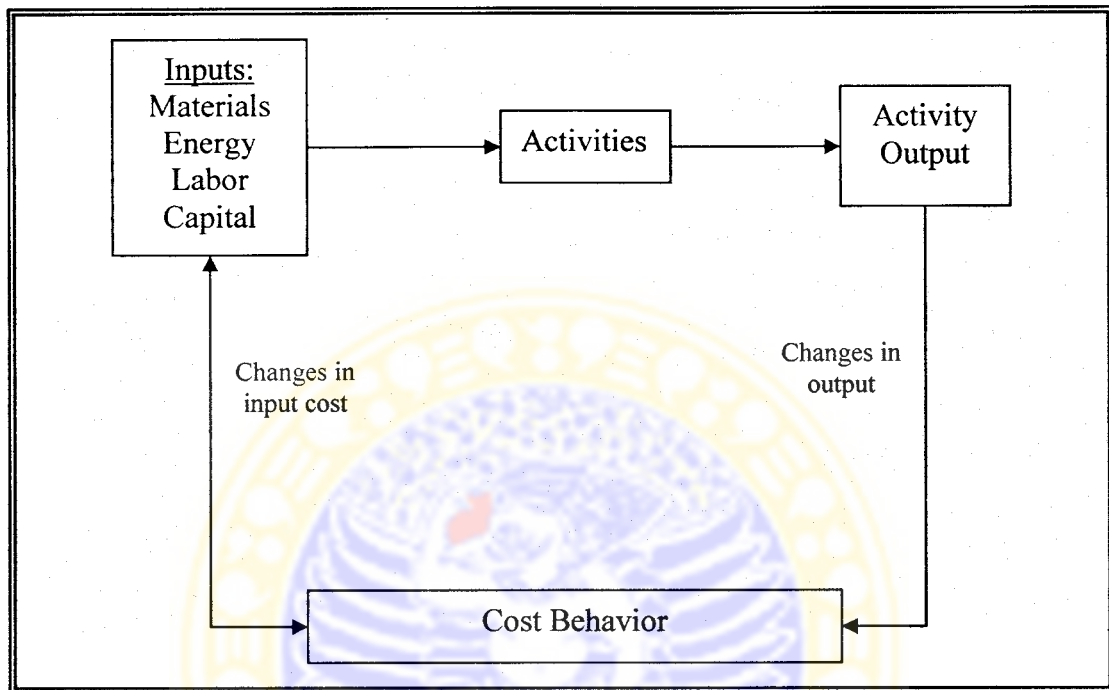 Inputs:
Materials
Energy
Labor
Capital
Activities
Activity
Output
Changes in
input cost
Changes in
output
Cost Behavior